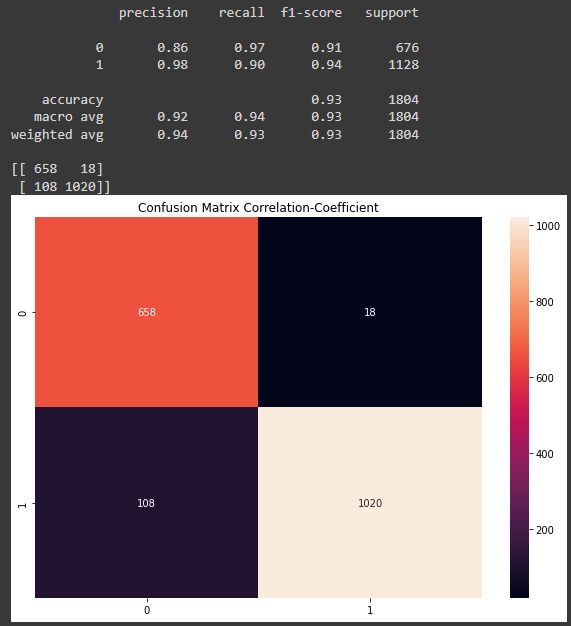 precision recall f1-score support
0 0.86 0.97 0.91 676
1 0.98 0.90 0.94 1128
accuracy 0.93 1804
macro avg 0.92 0.94 0.93 1804
weighted avg 0.94 0.93 0.93 1804
[[ 658 18]
[ 108 1020]]
Confusion Matrix Correlation-Coefficient
1000
800
600
400
200
0
658 18
1
108 1020
0 1